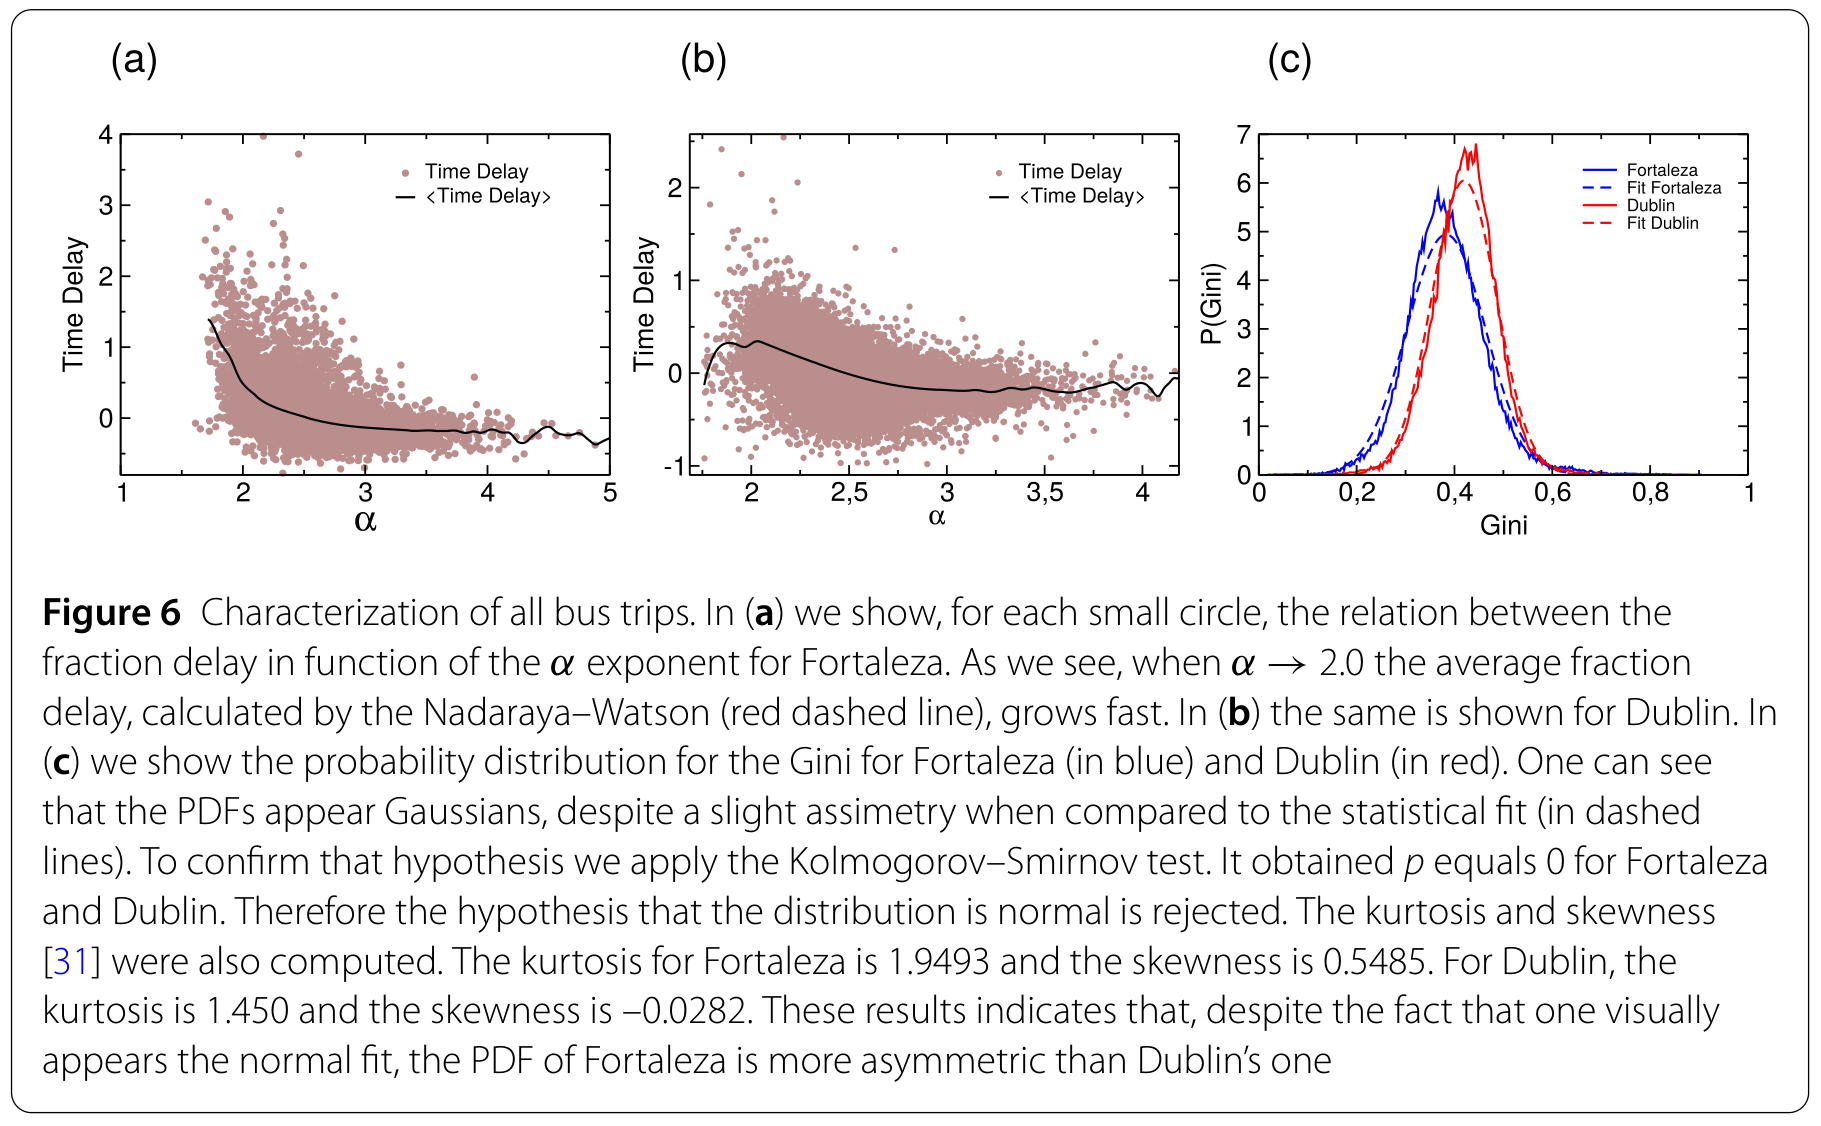 (a)
(b)
(c)
4
3
2
1
0
Time Delay
Time Delay
<Time Delay>
1
2
3
4
5
α
2
1
0
-1
Time Delay
Time Delay
<Time Delay>
2
2,5
3
3,5
4
α
7
6
5
4
3
2
1
0
P(Gini)
Fortaleza
Fit Fortaleza
Dublin
Fit Dublin
0
0,2
0,4
0,6
0,8
1
Gini
Figure 6 Characterization of all bus trips. In (a) we show, for each small circle, the relation between the
fraction delay in function of the α exponent for Fortaleza. As we see, when α → 2.0 the average fraction
delay, calculated by the Nadaraya–Watson (red dashed line), grows fast. In (b) the same is shown for Dublin. In
(c) we show the probability distribution for the Gini for Fortaleza (in blue) and Dublin (in red). One can see
that the PDFs appear Gaussians, despite a slight assimetry when compared to the statistical fit (in dashed
lines). To confirm that hypothesis we apply the Kolmogorov–Smirnov test. It obtained p equals 0 for Fortaleza
and Dublin. Therefore the hypothesis that the distribution is normal is rejected. The kurtosis and skewness
[31] were also computed. The kurtosis for Fortaleza is 1.9493 and the skewness is 0.5485. For Dublin, the
kurtosis is 1.450 and the skewness is –0.0282. These results indicates that, despite the fact that one visually
appears the normal fit, the PDF of Fortaleza is more asymmetric than Dublin's one